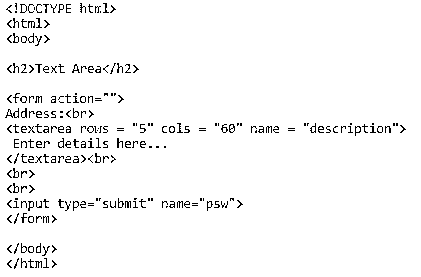 <!DOCTYPE html>
<html>
<body>
<h2>Text Area</h2>
<form action="">
Address:<br>
<textarea rows = "5" cols = "60" name = "description">
Enter details here...
</textarea><br>
<br>
<br>
<input type="submit" name="psw">
</form>
</body>
</html>